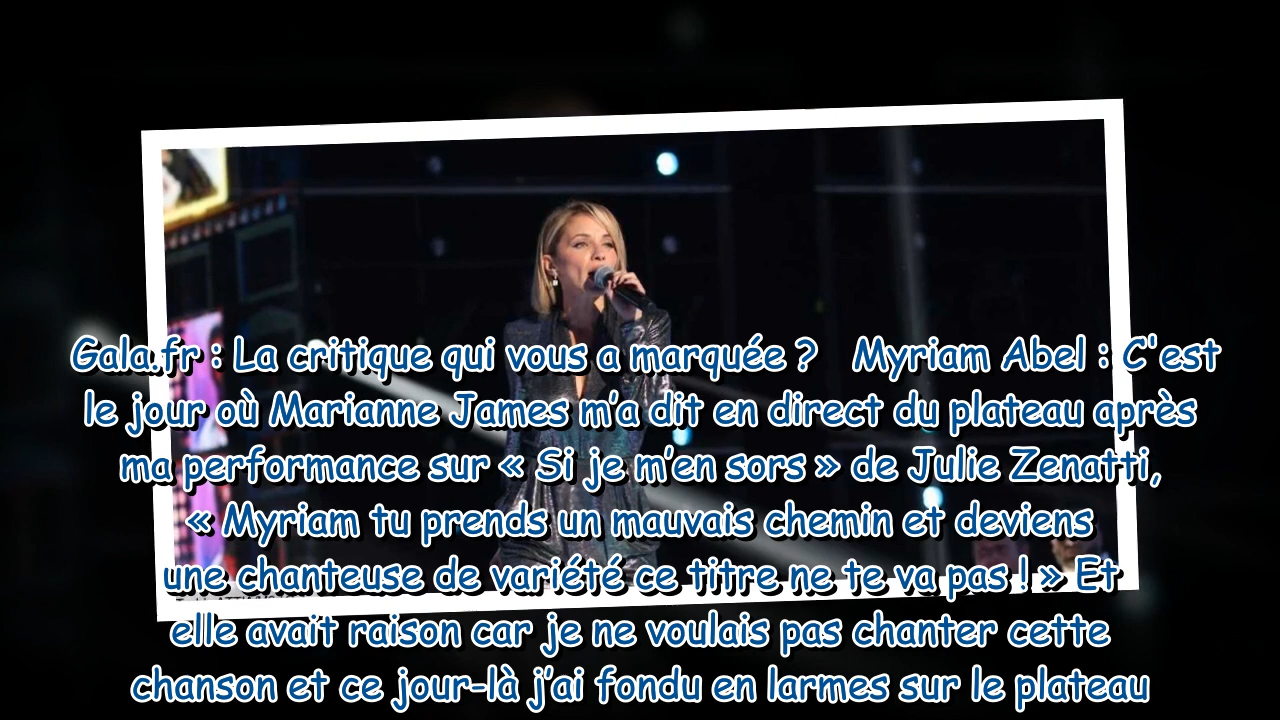 Gala.fr : La critique qui vous a marquée ?   Myriam Abel : C'est
le jour où Marianne James m’a dit en direct du plateau après
ma performance sur « Si je m’en sors » de Julie Zenatti,
« Myriam tu prends un mauvais chemin et deviens
une chanteuse de variété ce titre ne te va pas ! » Et
elle avait raison car je ne voulais pas chanter cette
chanson et ce jour-là j’ai fondu en larmes sur le plateau